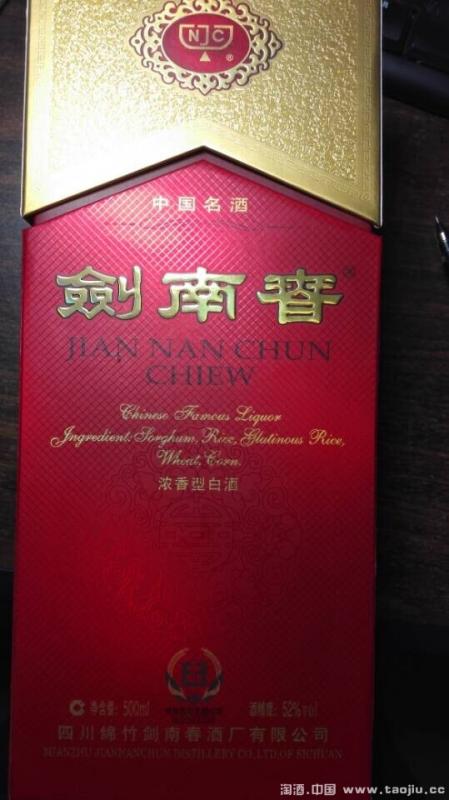 NJC
®
中国名酒
劍南春®
JIAN NAN CHUN
CHIEW
Chinese Famous Liquor
Ingredient: Sorghum, Rice, Glutinous Rice,
Wheat, Corn.
浓香型白酒
净含量: 500ml 酒精度: 52%vol
四川绵竹剑南春酒厂有限公司
MIANZHU JIANNANCHUN DISTILLERY CO.,LTD.OF SICHUAN
淘酒.中国 www.taojiu.cc